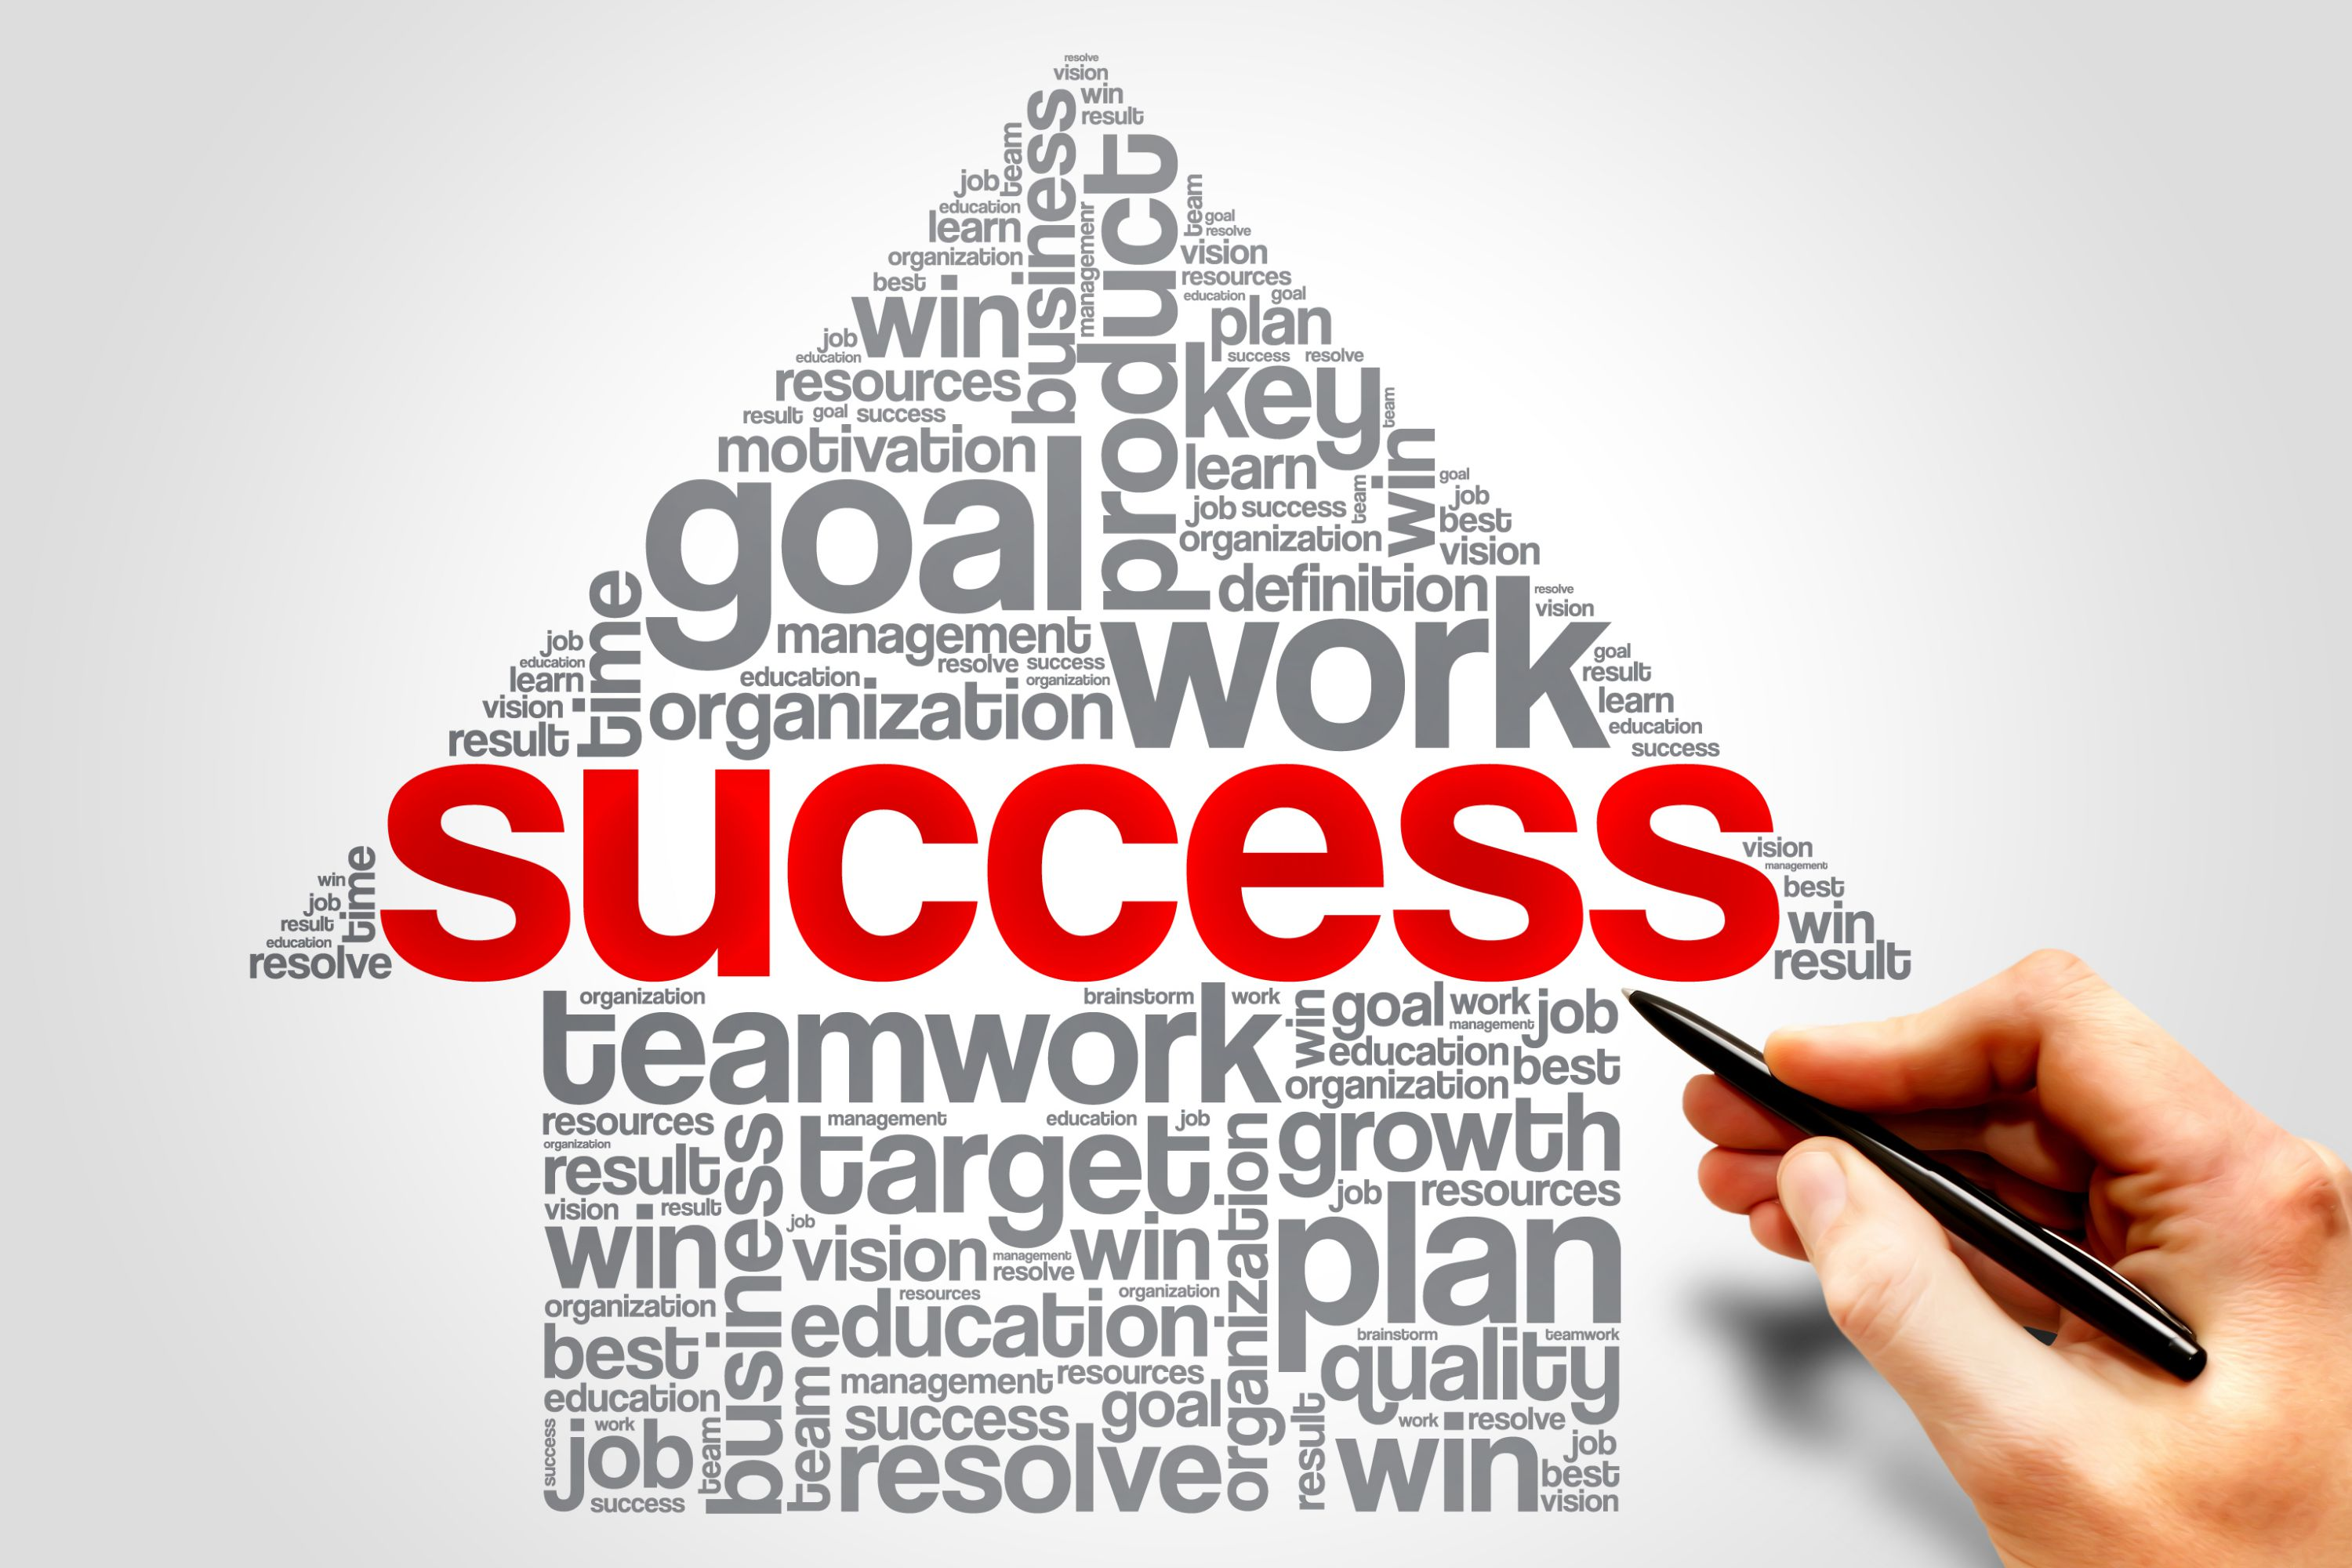 resolve
vision
win
result
business
team
product
job
education
learn
organization
best
win
managemenr
team
goal
resolve
vision
resources
education goal
plan
job
education
resources
success resolve
key
team
result goal success
motivation
learn
win
goal
job success
team
organization
goal
job
best
vision
definition
work
resolve
vision
time
management
resolve success
education
organization
organization
job
education
learn
vision
result
goal
result
learn
education
success
success
time
win
job
result
education
resolve
vision
management
best
win
result
organization
brainstorm
work
teamwork
win
goal work job
management
education
organization best
resources
organization
result
vision result
win
organization
best
education
work
job
success
success
team
business
management education job
target
job
vision
management
resolve
win
resources organization
education
team
management resources
success goal
resolve
organization
growth
job resources
plan
brainstorm teamwork
quality
result
work resolve
win
job
best
vision